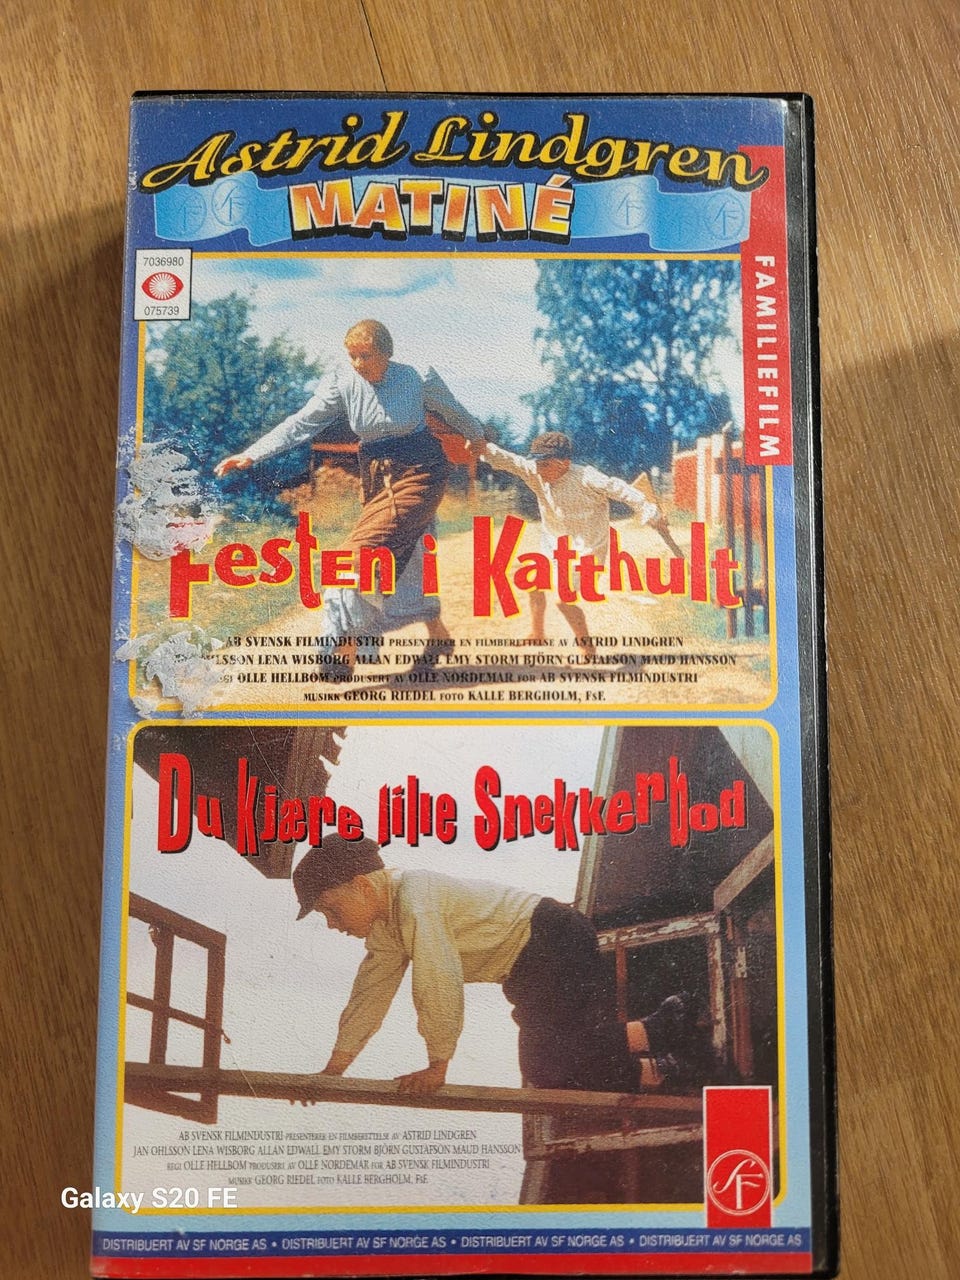 Astrid Lindgren
MATINÉ
7036980
075739
FAMILIEFILM
Festen i Katthult
AB SVENSK FILMINDUSTRI PRESENTERER EN FILMBERETTELSE AV ASTRID LINDGREN
LENA WISBORG ALLAN EDWALL EMY STORM BJÖRN GUSTAFSON MAUD HANSSON
OLLE HELLBOM PRODUSERT AV OLLE NORDEMAR FOR AB SVENSK FILMINDUSTRI
MUSIKK GEORG RIEDEL FOTO KALLE BERGHOLM, FSF.
Du kjære lille Snekkerbod
AB SVENSK FILMINDUSTRI PRESENTERER EN FILMBERETTELSE AV ASTRID LINDGREN
JAN OHLSSON LENA WISBORG ALLAN EDWALL EMY STORM BJÖRN GUSTAFSON MAUD HANSSON
REGI OLLE HELLBOM PRODUSERT AV OLLE NORDEMAR FOR AB SVENSK FILMINDUSTRI
MUSIKK GEORG RIEDEL FOTO KALLE BERGHOLM, FSF.
SF
Galaxy S20 FE
DISTRIBUERT AV SF NORGE AS • DISTRIBUERT AV SF NORGE AS • DISTRIBUERT AV SF NORGE AS • DISTRIBUERT AV SF NORGE AS